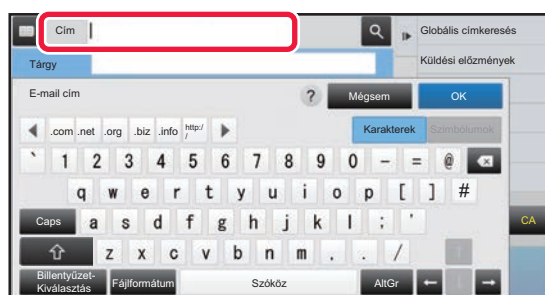 Cím
Globális címkeresés
Tárgy
Küldési előzmények
E-mail cím
?
Mégsem
OK
.com .net .org .biz .info http:/
/
Karakterek
Szimbólumok
` 1 2 3 4 5 6 7 8 9 0 - = @
q w e r t y u i o p [ ] #
Caps a s d f g h j k l ; '
CA
z x c v b n m . . /
Billentyűzet-
Kiválasztás
Fájlformátum
Szóköz
AltGr